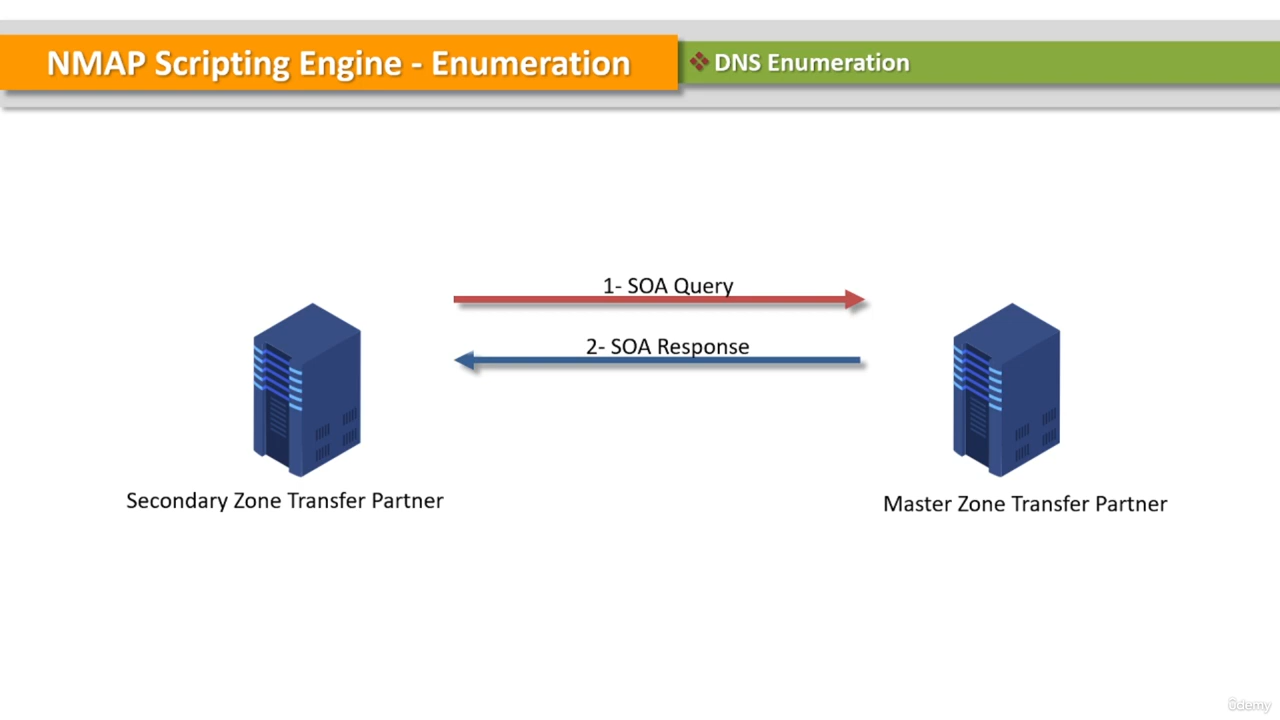 NMAP Scripting Engine - Enumeration
❖ DNS Enumeration
1- SOA Query
2- SOA Response
Secondary Zone Transfer Partner
Master Zone Transfer Partner
ûdemy